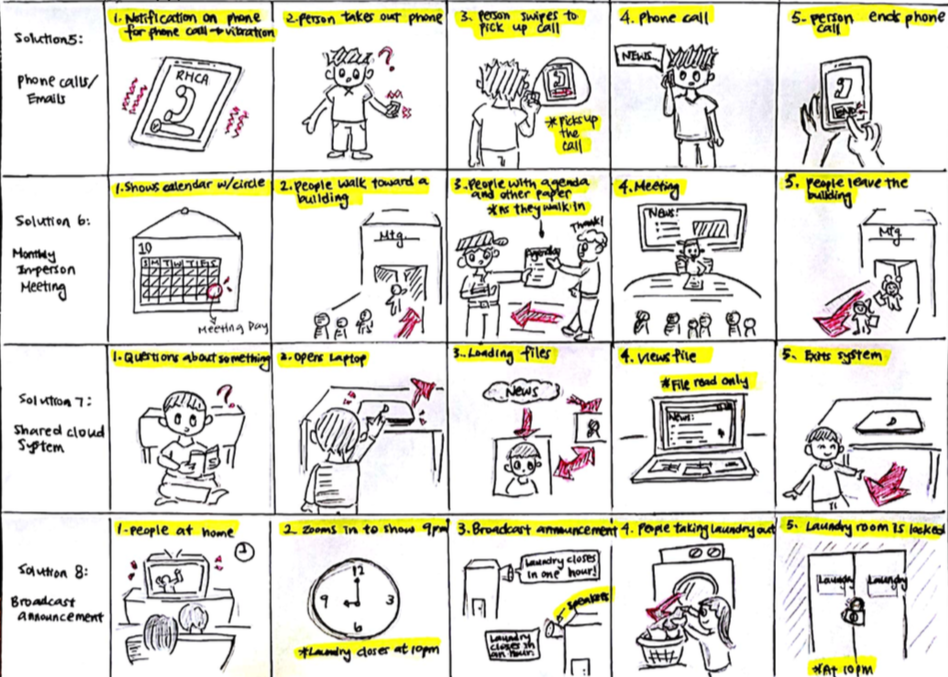 Solution5:
Phone calls/
Emails
1. Notification on phone
for phone call → vibration
RHCA
2. Person takes out phone
?
3. Person swipes to
pick up call
* Picks up
the
call
4. Phone call
NEWS
5. person ends phone
call
Solution 6:
Monthly
In-person
Meeting
1. Shows calendar w/circle
10
S M T W T F S
Meeting Day
2. People walk toward a
building
Mtg.
3. People with agenda
and other paper
*As they walk in
Agenda
Thank!
4. Meeting
News:
5. People leave the
building
Mtg
Solution 7:
Shared cloud
System
1. Questions about something
?
2. Opens Laptop
3. Loading files
News
4. Views file
*File read only
News:
5. Exits system
Solution 8:
Broadcast
announcement
1. People at home
2. Zooms in to show 9pm
12
9 3
6
*Laundry closes at 10pm
3. Broadcast announcement
Laundry closes
in one hour!
speakers
Laundry
closes in
an hour!
4. People taking laundry out
5. Laundry room is locked
Laundry Laundry
*At 10pm